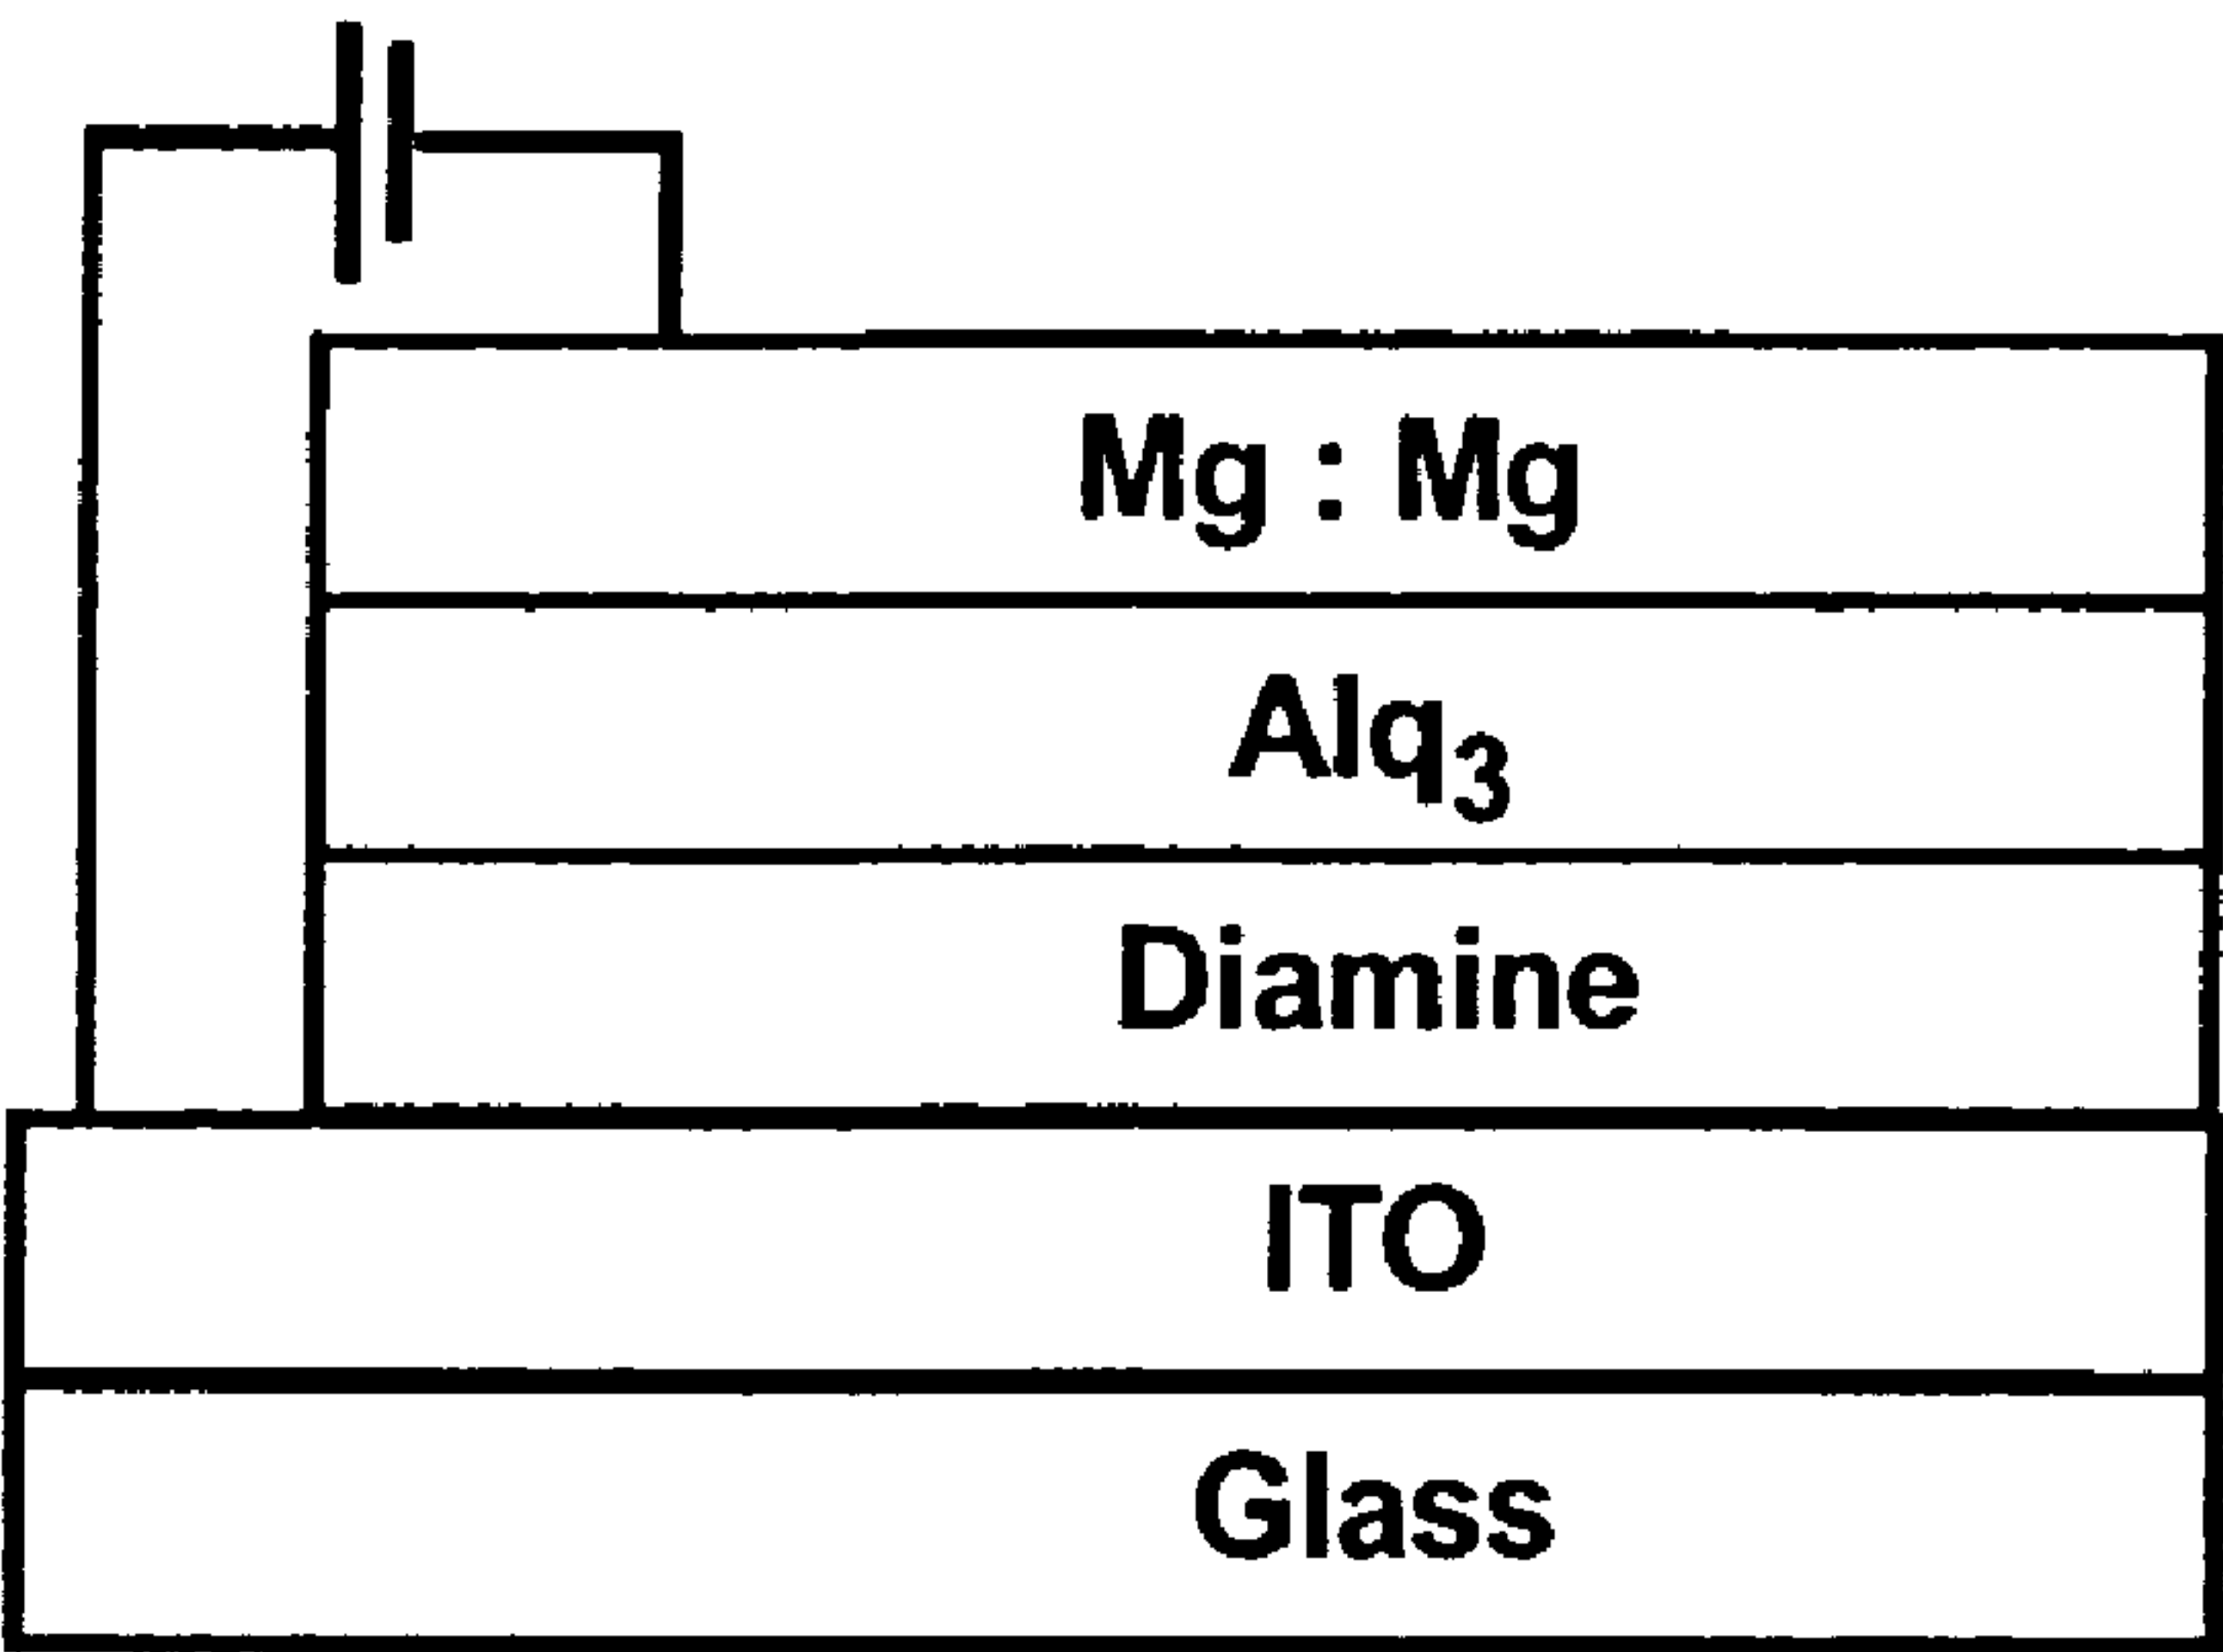 Mg : Mg
Alq₃
Diamine
ITO
Glass